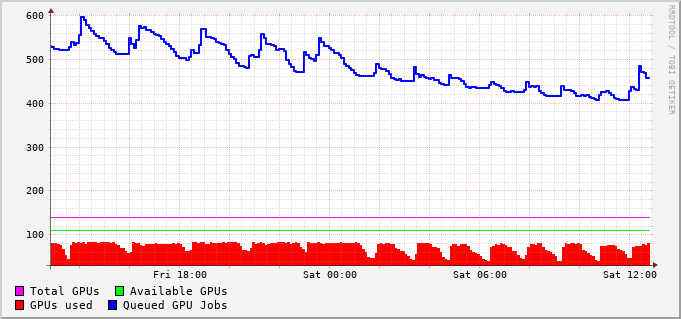 600
500
400
300
200
100
Fri 18:00
Sat 00:00
Sat 06:00
Sat 12:00
Total GPUs
Available GPUs
GPUs used
Queued GPU Jobs
RRDTOOL / TOBI OETIKER